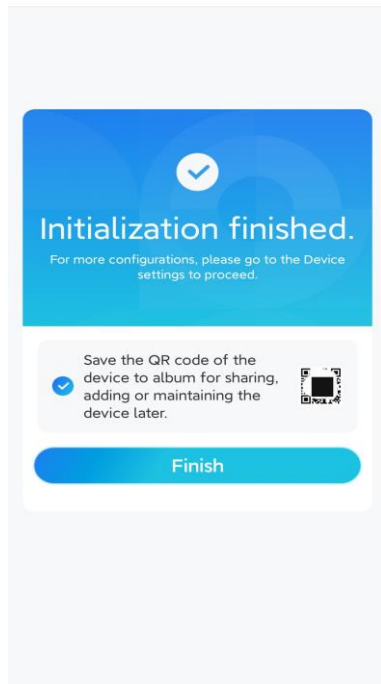 Initialization finished.
For more configurations, please go to the Device
settings to proceed.
Save the QR code of the
device to album for sharing,
adding or maintaining the
device later.
Finish